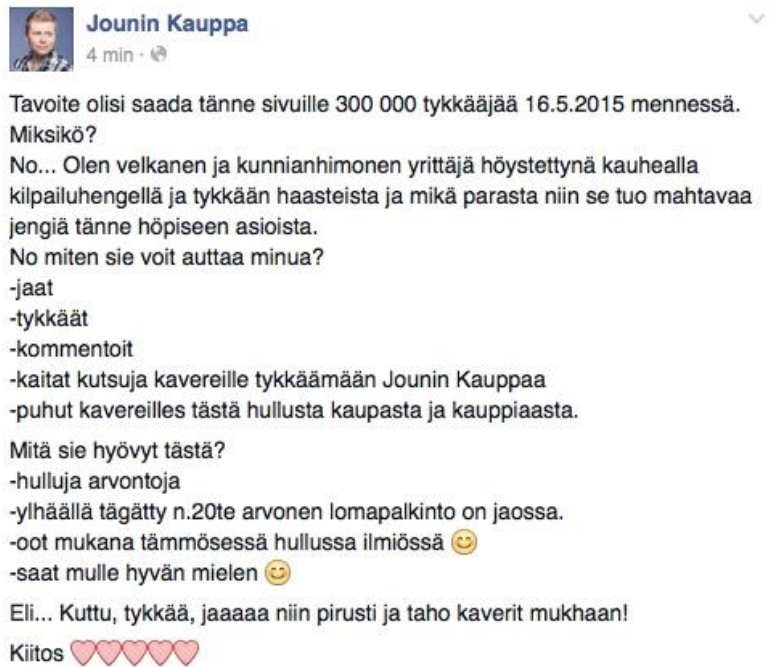 Jounin Kauppa
4 min ·
Tavoite olisi saada tänne sivuille 300 000 tykkääjää 16.5.2015 mennessä.
Miksikö?
No... Olen velkanen ja kunnianhimonen yrittäjä höystettynä kauhealla
kilpailuhengellä ja tykkään haasteista ja mikä parasta niin se tuo mahtavaa
jengiä tänne höpiseen asioista.
No miten sie voit auttaa minua?
-jaat
-tykkäät
-kommentoit
-kaitat kutsuja kavereille tykkäämään Jounin Kauppaa
-puhut kavereilles tästä hullusta kaupasta ja kauppiaasta.
Mitä sie hyövyt tästä?
-hulluja arvontoja
-ylhäällä tägätty n.20te arvonen lomapalkinto on jaossa.
-oot mukana tämmösessä hullussa ilmiössä 😊
-saat mulle hyvän mielen 😊
Eli... Kuttu, tykkää, jaaaaa niin pirusti ja taho kaverit mukhaan!
Kiitos ♥♥♥♥♥